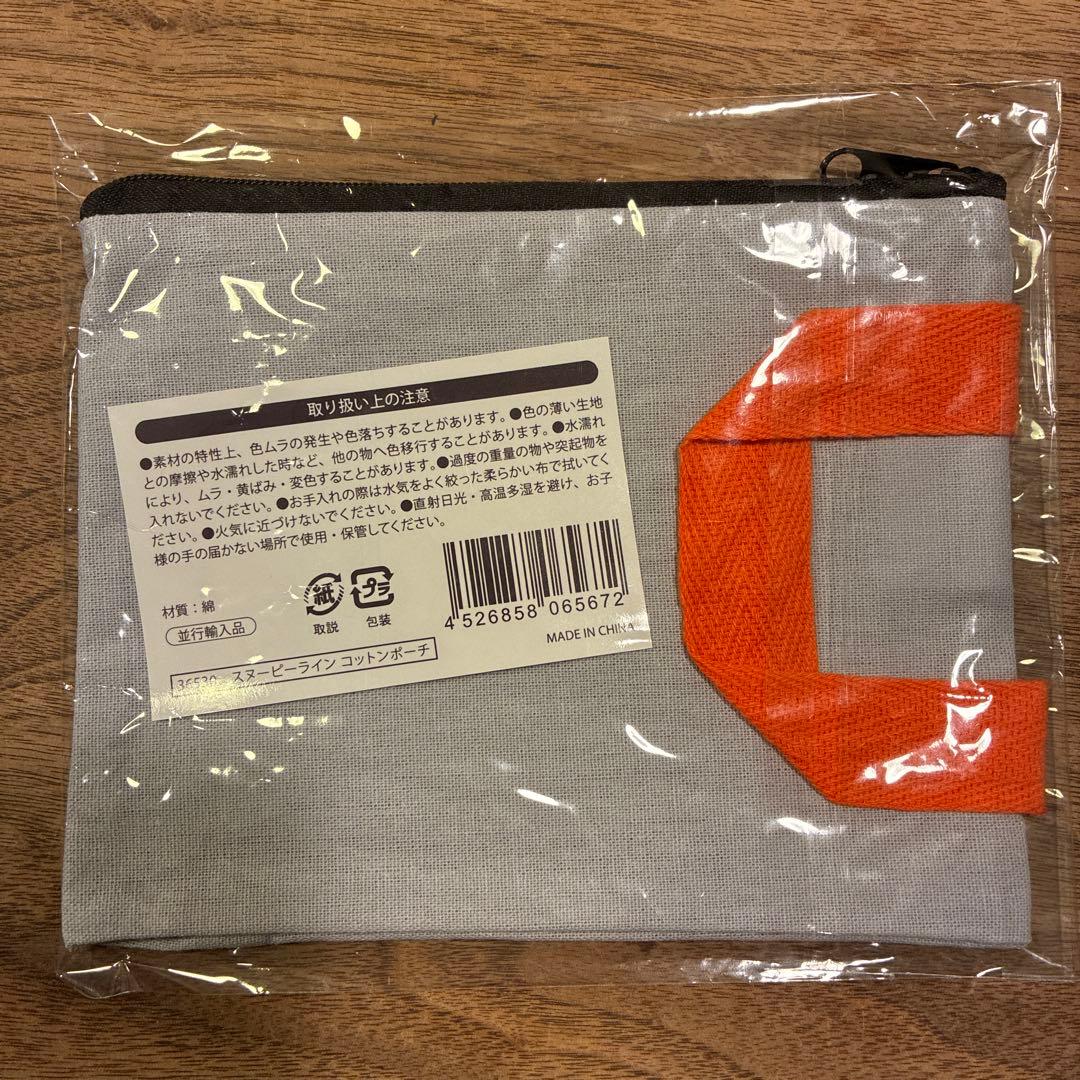 取り扱い上の注意
●素材の特性上、色ムラの発生や色落ちすることがあります。●色の薄い生地
との摩擦や水濡れした時など、他の物へ色移行することがあります。●水濡れ
により、ムラ・黄ばみ・変色することがあります。●過度の重量の物や突起物を
入れないでください。●お手入れの際は水気をよく絞った柔らかい布で拭いてく
ださい。●火気に近づけないでください。●直射日光・高温多湿を避け、お子
様の手の届かない場所で使用・保管してください。
材質：綿
並行輸入品
紙
取説
プラ
包装
4 526858 065672
MADE IN CHINA
36530 スヌーピーライン コットンポーチ